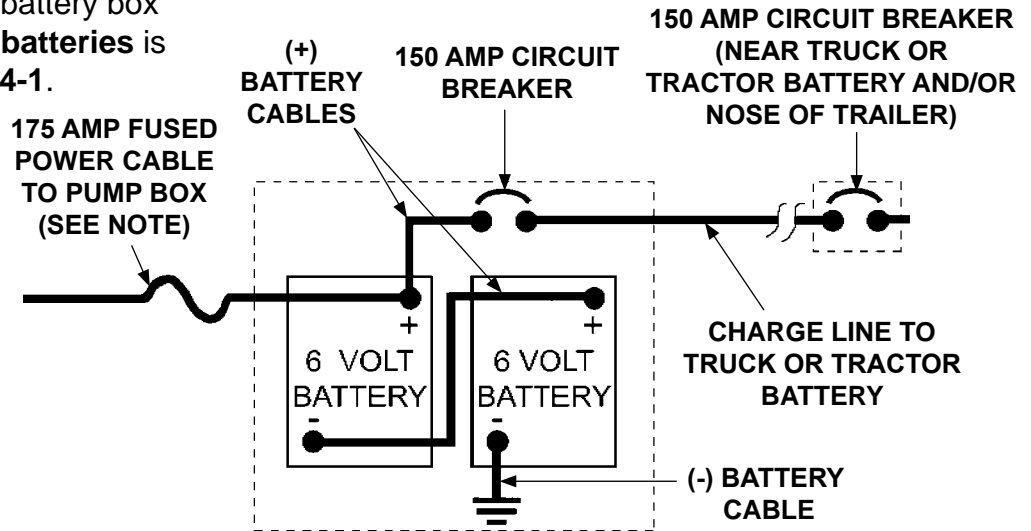 battery box
batteries is
4-1.
(+)
BATTERY
CABLES
150 AMP CIRCUIT
BREAKER
150 AMP CIRCUIT BREAKER
(NEAR TRUCK OR
TRACTOR BATTERY AND/OR
NOSE OF TRAILER)
175 AMP FUSED
POWER CABLE
TO PUMP BOX
(SEE NOTE)
+
6 VOLT
BATTERY
-
+
6 VOLT
BATTERY
-
CHARGE LINE TO
TRUCK OR TRACTOR
BATTERY
(-) BATTERY
CABLE